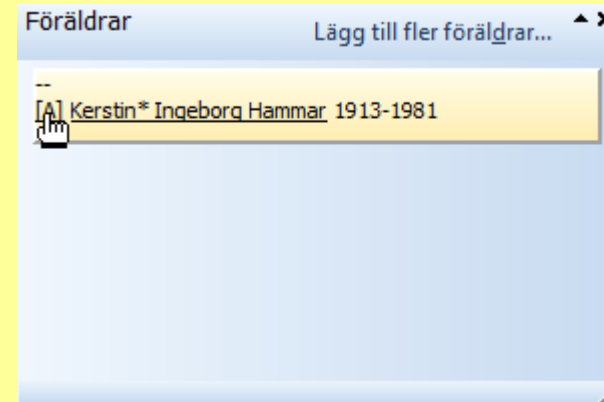 Föräldrar
Lägg till fler föräldrar...
--
[A] Kerstin* Ingeborg Hammar 1913-1981